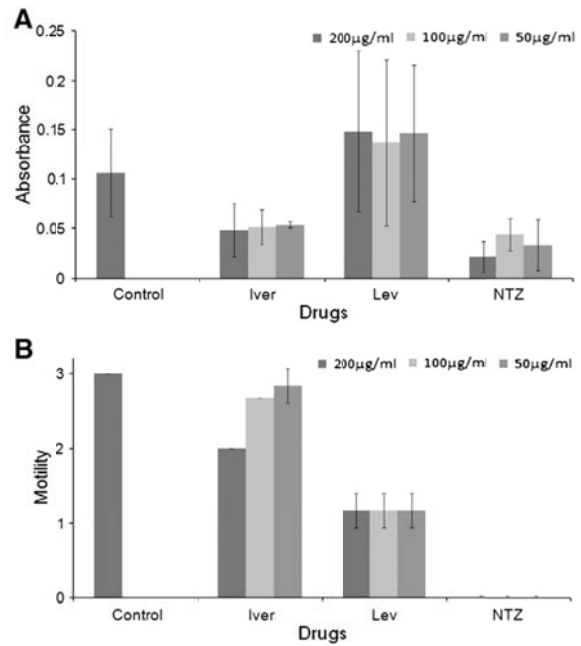 A
0.25
200µg/ml 100µg/ml 50µg/ml
0.2
0.15
0.1
0.05
0
Absorbance
Control Iver Lev NTZ
Drugs
B
200µg/ml 100µg/ml 50µg/ml
3
2
1
0
Motility
Control Iver Lev NTZ
Drugs